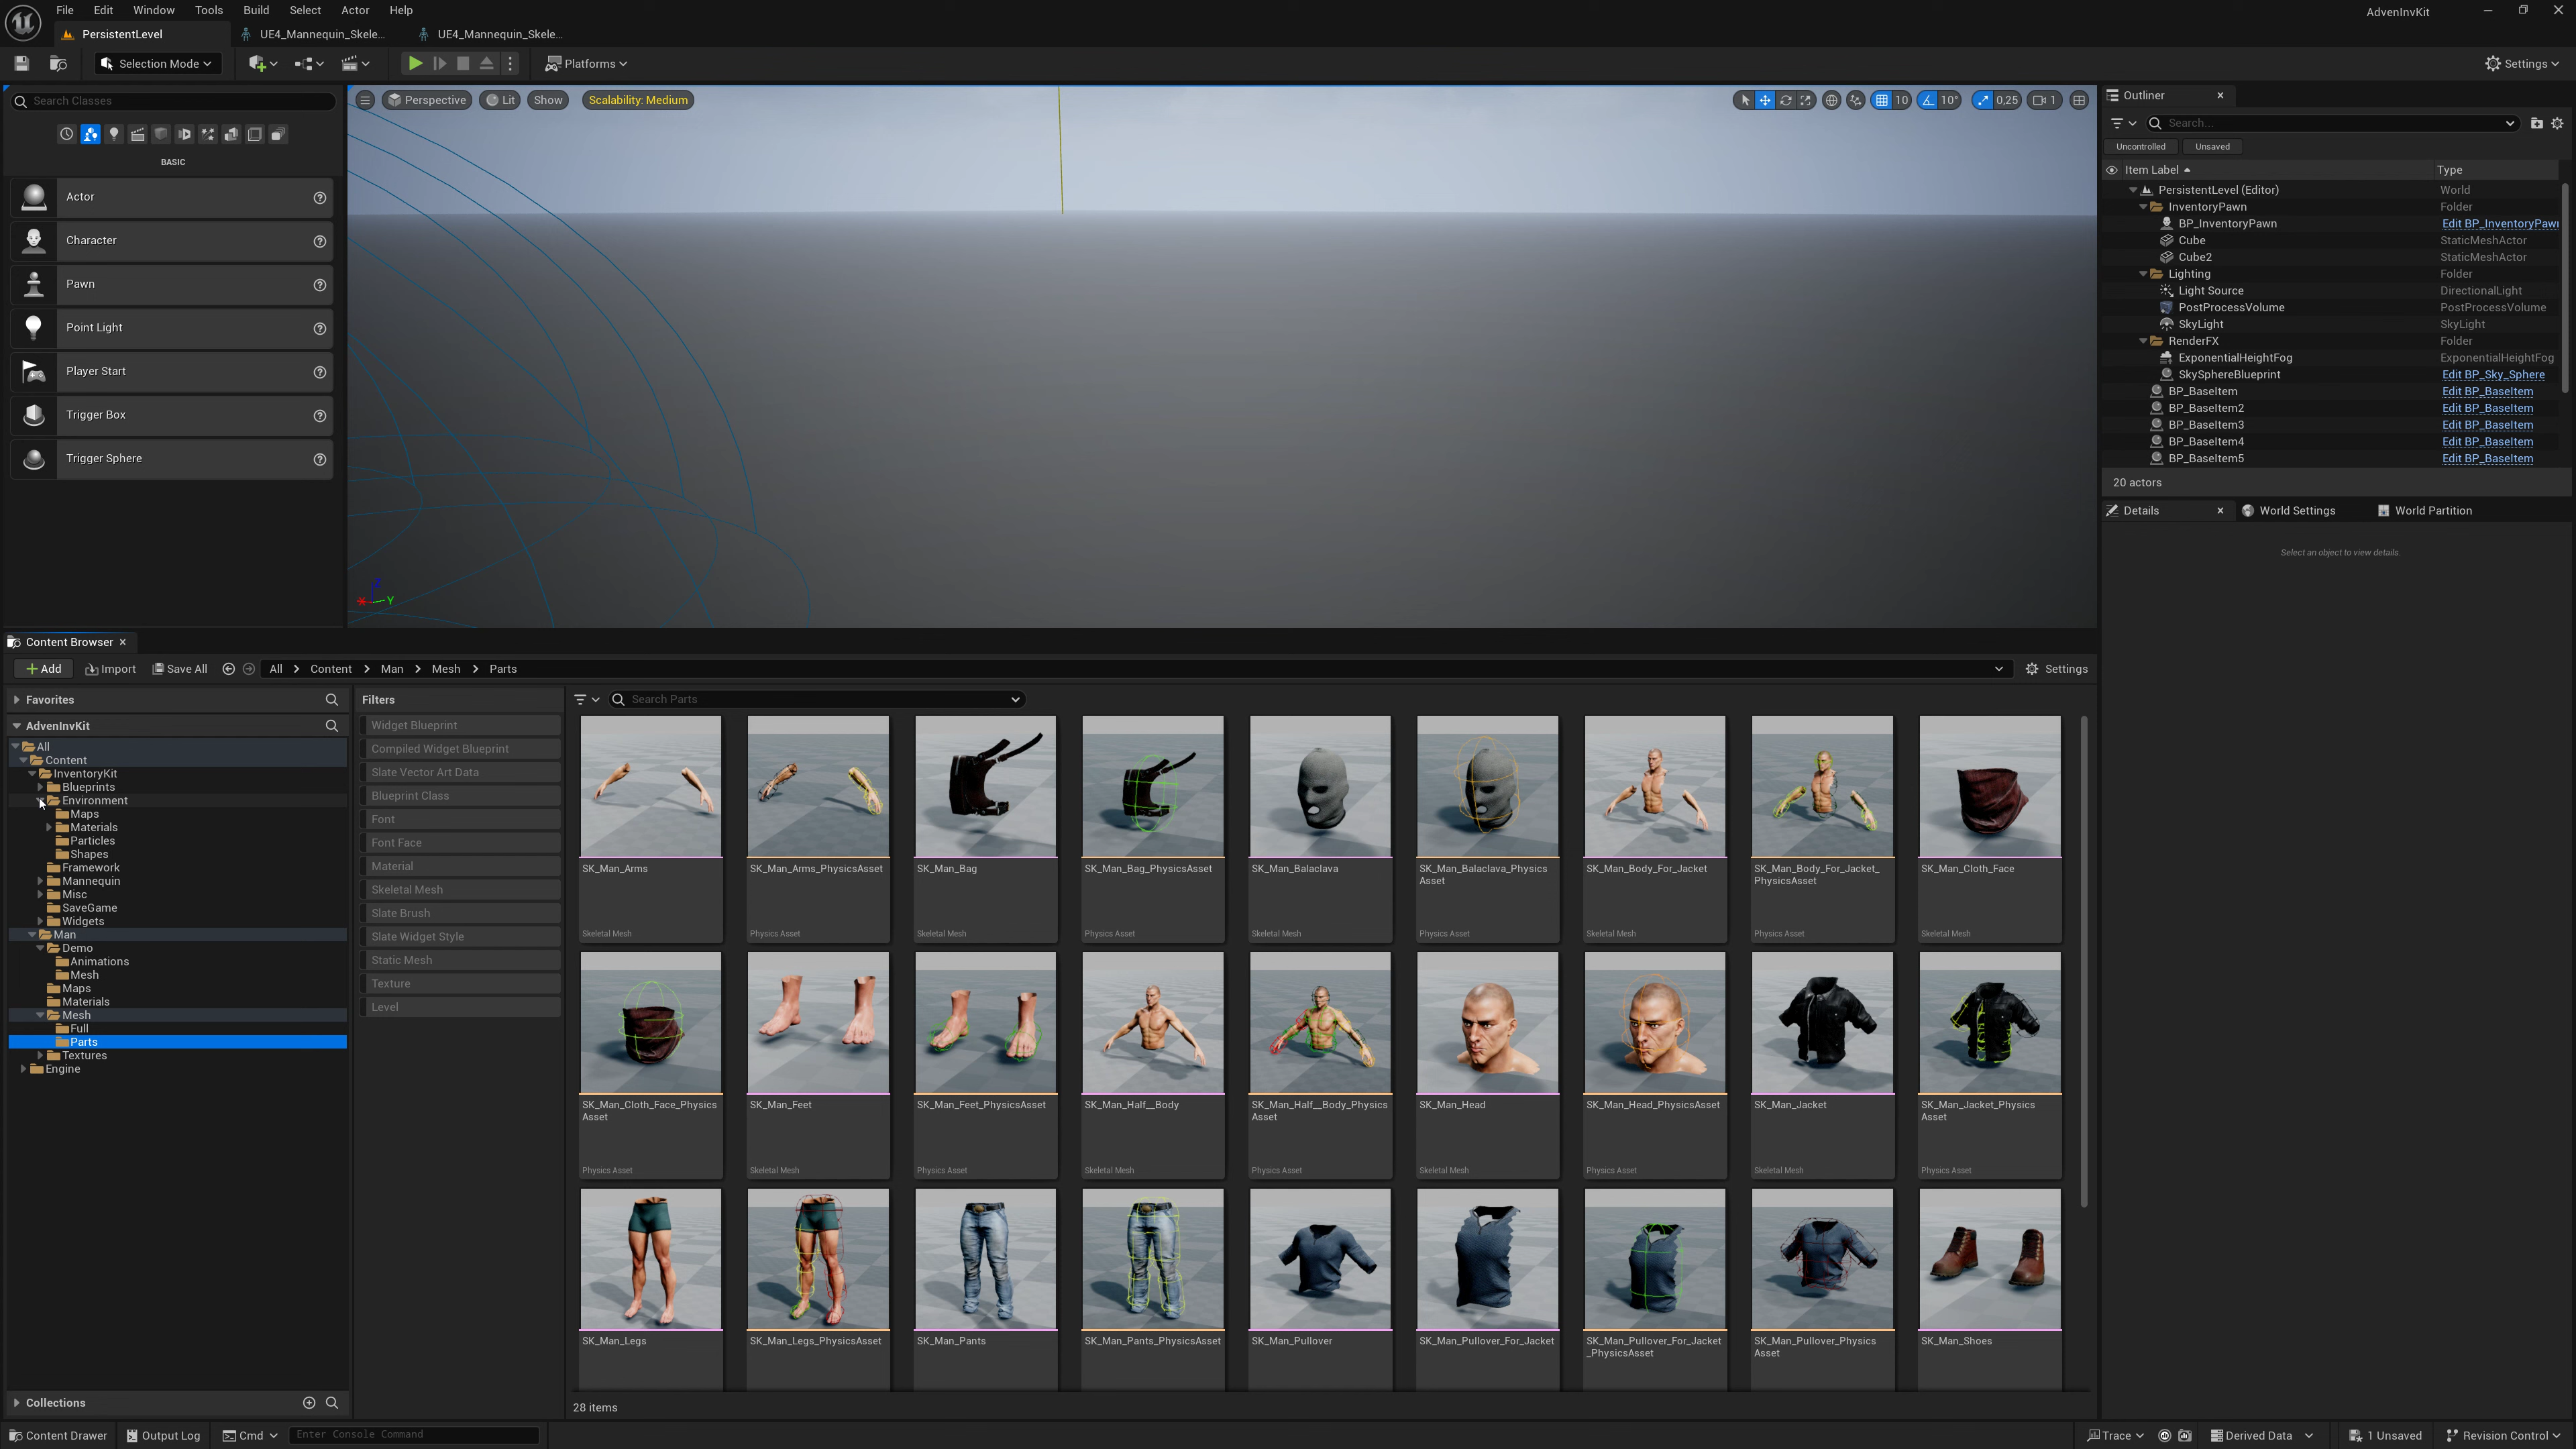 File Edit Window Tools Build Select Actor Help
AdvenInvKit
PersistentLevel
UE4_Mannequin_Skele...
UE4_Mannequin_Skele...
Selection Mode
Platforms
Settings
Search Classes
BASIC
Actor
Character
Pawn
Point Light
Player Start
Trigger Box
Trigger Sphere
Perspective Lit Show Scalability: Medium
10 10° 0,25 1
Z
X Y
Outliner
Search...
Uncontrolled Unsaved
Item Label Type
PersistentLevel (Editor) World
InventoryPawn Folder
BP_InventoryPawn Edit BP_InventoryPawn
Cube StaticMeshActor
Cube2 StaticMeshActor
Lighting Folder
Light Source DirectionalLight
PostProcessVolume PostProcessVolume
SkyLight SkyLight
RenderFX Folder
ExponentialHeightFog ExponentialHeightFog
SkySphereBlueprint Edit BP_Sky_Sphere
BP_BaseItem Edit BP_BaseItem
BP_BaseItem2 Edit BP_BaseItem
BP_BaseItem3 Edit BP_BaseItem
BP_BaseItem4 Edit BP_BaseItem
BP_BaseItem5 Edit BP_BaseItem
20 actors
Details World Settings World Partition
Select an object to view details.
Content Browser
Add Import Save All All Content Man Mesh Parts Settings
Favorites
AdvenInvKit
All
Content
InventoryKit
Blueprints
Environment
Maps
Materials
Particles
Shapes
Framework
Mannequin
Misc
SaveGame
Widgets
Man
Demo
Animations
Mesh
Maps
Materials
Mesh
Full
Parts
Textures
Engine
Collections
Filters
Widget Blueprint
Compiled Widget Blueprint
Slate Vector Art Data
Blueprint Class
Font
Font Face
Material
Skeletal Mesh
Slate Brush
Slate Widget Style
Static Mesh
Texture
Level
Search Parts
SK_Man_Arms
Skeletal Mesh
SK_Man_Arms_PhysicsAsset
Physics Asset
SK_Man_Bag
Skeletal Mesh
SK_Man_Bag_PhysicsAsset
Physics Asset
SK_Man_Balaclava
Skeletal Mesh
SK_Man_Balaclava_Physics
Asset
Physics Asset
SK_Man_Body_For_Jacket
Skeletal Mesh
SK_Man_Body_For_Jacket_
PhysicsAsset
Physics Asset
SK_Man_Cloth_Face
Skeletal Mesh
SK_Man_Cloth_Face_Physics
Asset
Physics Asset
SK_Man_Feet
Skeletal Mesh
SK_Man_Feet_PhysicsAsset
Physics Asset
SK_Man_Half__Body
Skeletal Mesh
SK_Man_Half__Body_Physics
Asset
Physics Asset
SK_Man_Head
Skeletal Mesh
SK_Man_Head_PhysicsAsset
Physics Asset
SK_Man_Jacket
Skeletal Mesh
SK_Man_Jacket_Physics
Asset
Physics Asset
SK_Man_Legs
SK_Man_Legs_PhysicsAsset
SK_Man_Pants
SK_Man_Pants_PhysicsAsset
SK_Man_Pullover
SK_Man_Pullover_For_Jacket
SK_Man_Pullover_For_Jacket
_PhysicsAsset
SK_Man_Pullover_Physics
Asset
SK_Man_Shoes
28 items
Content Drawer Output Log Cmd Enter Console Command
Trace Derived Data 1 Unsaved Revision Control